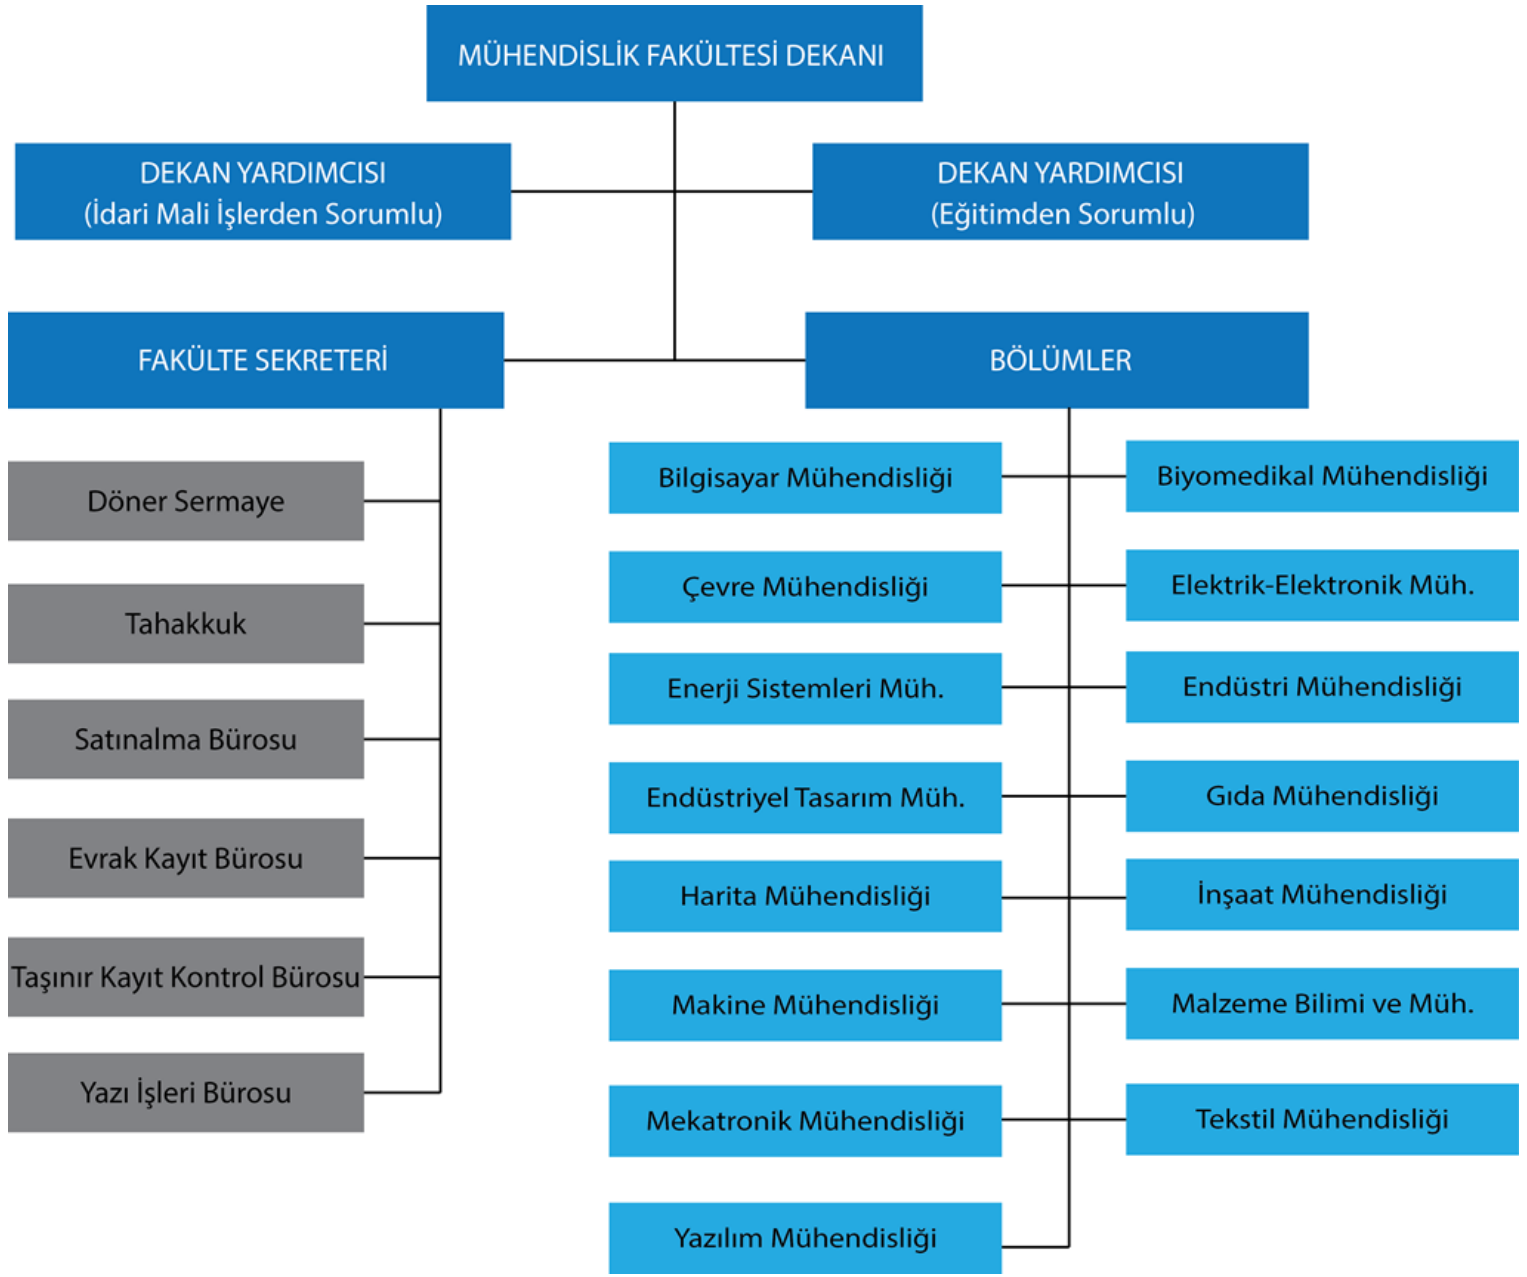 MÜHENDİSLİK FAKÜLTESİ DEKANI
DEKAN YARDIMCISI
(İdari Mali İşlerden Sorumlu)
DEKAN YARDIMCISI
(Eğitimden Sorumlu)
FAKÜLTE SEKRETERİ
BÖLÜMLER
Döner Sermaye
Tahakkuk
Satınalma Bürosu
Evrak Kayıt Bürosu
Taşınır Kayıt Kontrol Bürosu
Yazı İşleri Bürosu
Bilgisayar Mühendisliği
Biyomedikal Mühendisliği
Çevre Mühendisliği
Elektrik-Elektronik Müh.
Enerji Sistemleri Müh.
Endüstri Mühendisliği
Endüstriyel Tasarım Müh.
Gıda Mühendisliği
Harita Mühendisliği
İnşaat Mühendisliği
Makine Mühendisliği
Malzeme Bilimi ve Müh.
Mekatronik Mühendisliği
Tekstil Mühendisliği
Yazılım Mühendisliği